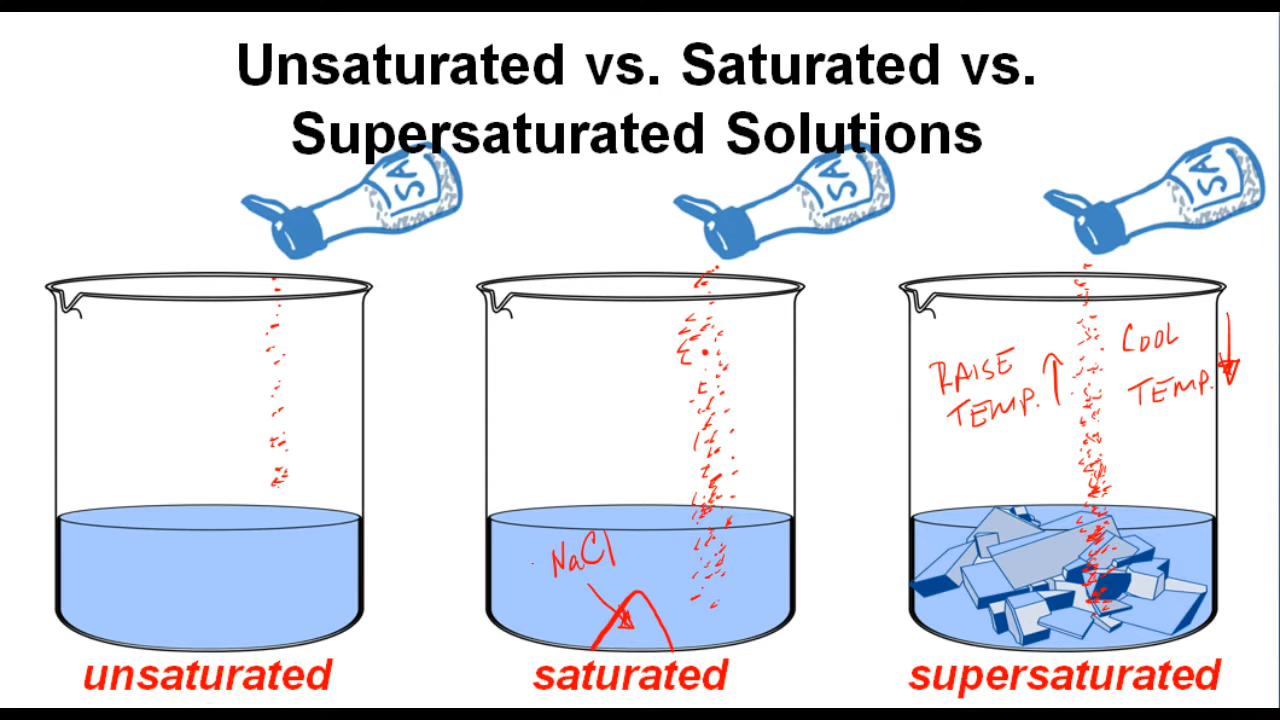 Unsaturated vs. Saturated vs.
Supersaturated Solutions
SA
SA
SA
RAISE
TEMP.
COOL
TEMP.
NaCl
unsaturated
saturated
supersaturated